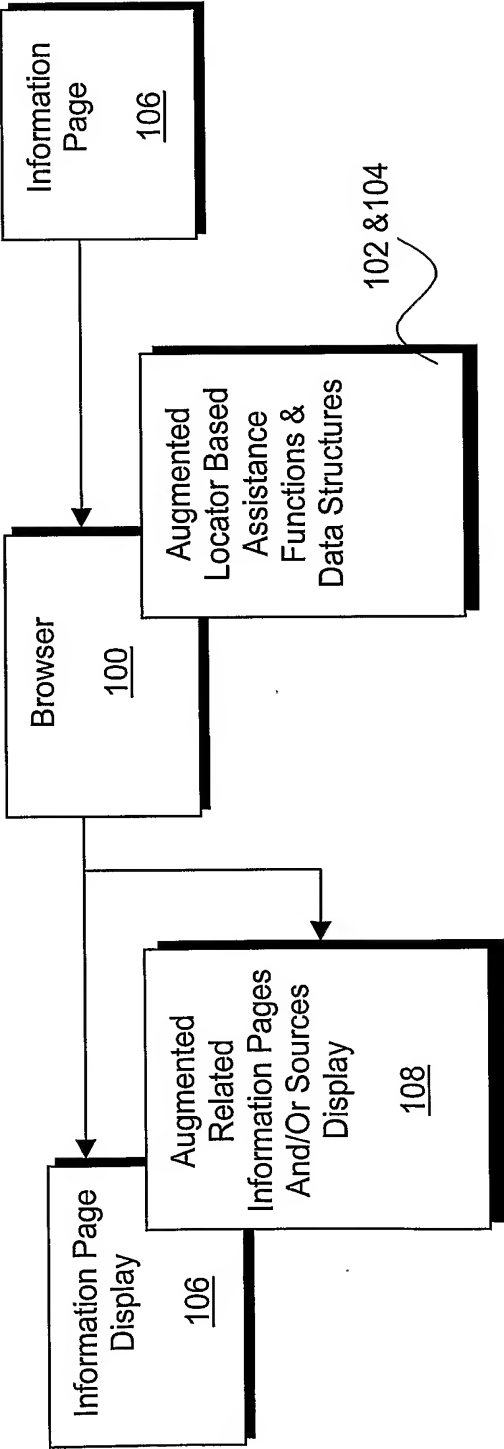 Information Page
Display
106
Augmented
Related
Information Pages
And/Or Sources
Display
108
Browser
100
Augmented
Locator Based
Assistance
Functions &
Data Structures
102 &104
Information
Page
106